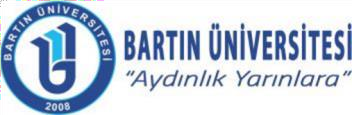 BARTIN ÜNİVERSİTESİ
2008
BARTIN ÜNİVERSİTESİ
"Aydınlık Yarınlara"